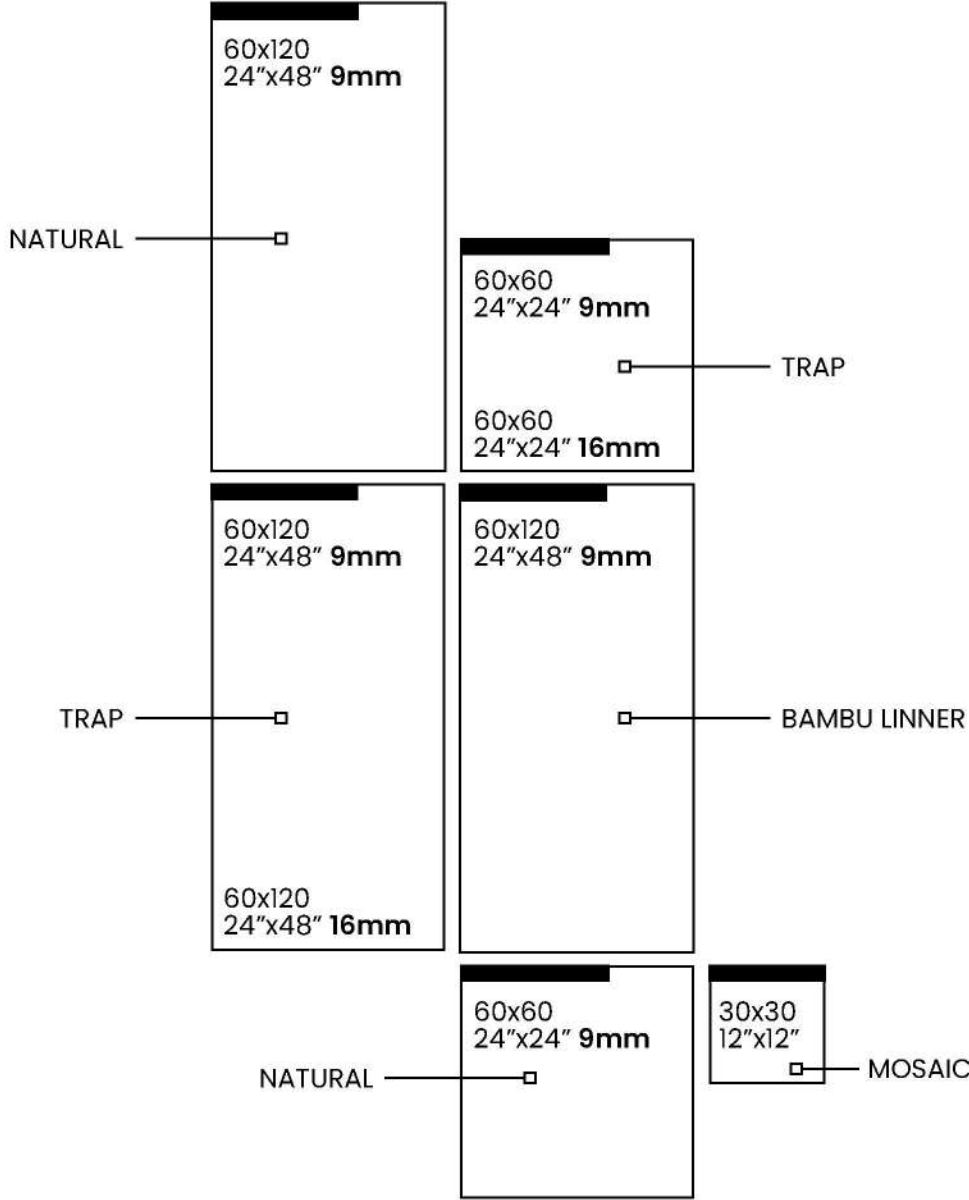 60x120
24”x48” 9mm
NATURAL
60x60
24”x24” 9mm
TRAP
60x60
24”x24” 16mm
60x120
24”x48” 9mm
TRAP
60x120
24”x48” 16mm
60x120
24”x48” 9mm
BAMBU LINNER
60x60
24”x24” 9mm
NATURAL
30x30
12”x12”
MOSAIC